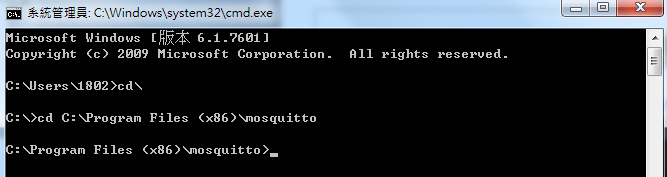 系統管理員: C:\Windows\system32\cmd.exe
Microsoft Windows [版本 6.1.7601]
Copyright (c) 2009 Microsoft Corporation.  All rights reserved.
C:\Users\1802>cd\
C:\>cd C:\Program Files (x86)\mosquitto
C:\Program Files (x86)\mosquitto>_